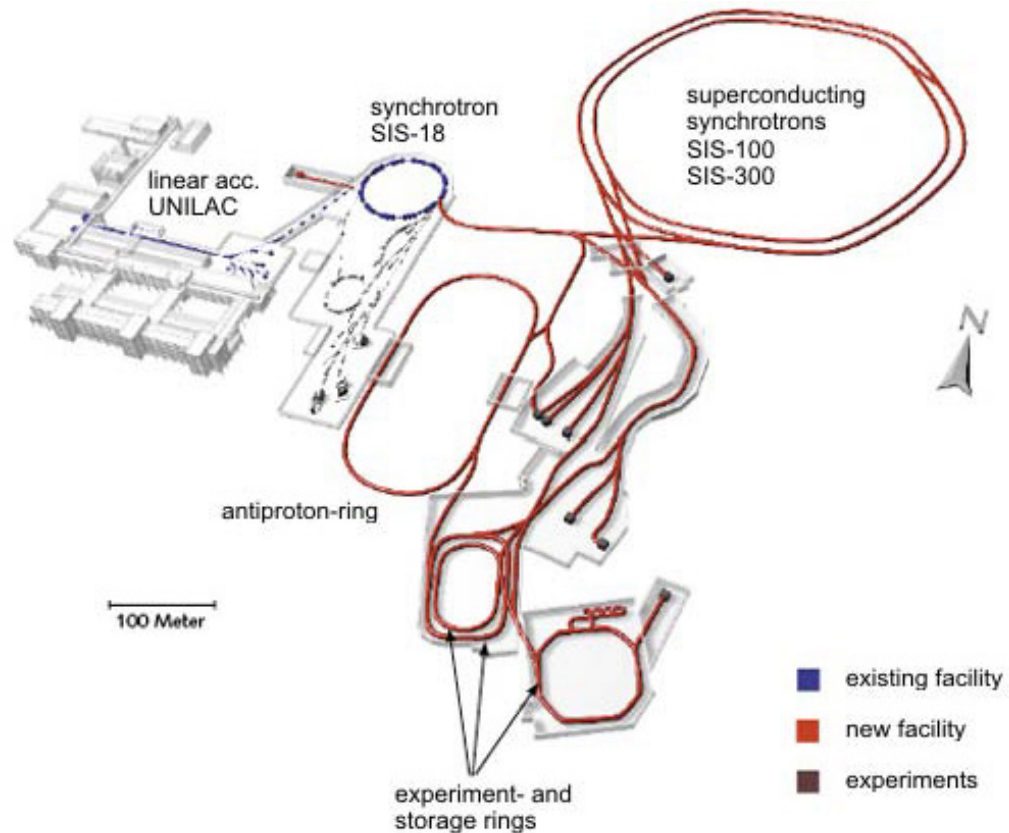 synchrotron
SIS-18
superconducting
synchrotrons
SIS-100
SIS-300
linear acc.
UNILAC
N
antiproton-ring
100 Meter
existing facility
new facility
experiments
experiment- and
storage rings